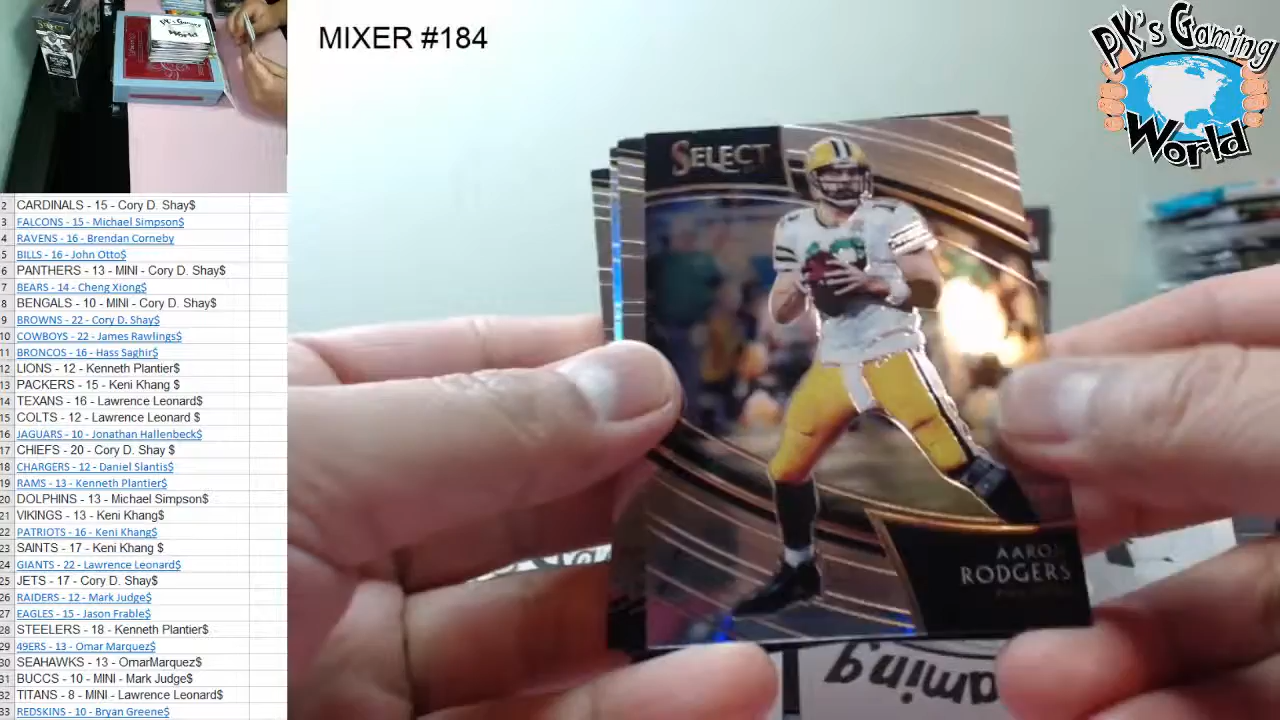 MIXER #184
PK's Gaming
World
2 CARDINALS - 15 - Cory D. Shay$
3 FALCONS - 15 - Michael Simpson$
4 RAVENS - 16 - Brendan Corneby
5 BILLS - 16 - John Otto$
6 PANTHERS - 13 - MINI - Cory D. Shay$
7 BEARS - 14 - Cheng Xiong$
8 BENGALS - 10 - MINI - Cory D. Shay$
9 BROWNS - 22 - Cory D. Shay$
10 COWBOYS - 22 - James Rawlings$
11 BRONCOS - 16 - Hass Saghir$
12 LIONS - 12 - Kenneth Plantier$
13 PACKERS - 15 - Keni Khang $
14 TEXANS - 16 - Lawrence Leonard$
15 COLTS - 12 - Lawrence Leonard $
16 JAGUARS - 10 - Jonathan Hallenbeck$
17 CHIEFS - 20 - Cory D. Shay $
18 CHARGERS - 12 - Daniel Slantis$
19 RAMS - 13 - Kenneth Plantier$
20 DOLPHINS - 13 - Michael Simpson$
21 VIKINGS - 13 - Keni Khang$
22 PATRIOTS - 16 - Keni Khang$
23 SAINTS - 17 - Keni Khang $
24 GIANTS - 22 - Lawrence Leonard$
25 JETS - 17 - Cory D. Shay$
26 RAIDERS - 12 - Mark Judge$
27 EAGLES - 15 - Jason Frable$
28 STEELERS - 18 - Kenneth Plantier$
29 49ERS - 13 - Omar Marquez$
30 SEAHAWKS - 13 - OmarMarquez$
31 BUCCS - 10 - MINI - Mark Judge$
32 TITANS - 8 - MINI - Lawrence Leonard$
33 REDSKINS - 10 - Bryan Greene$
SELECT
AARON
RODGERS
PK's Gaming
World
aming